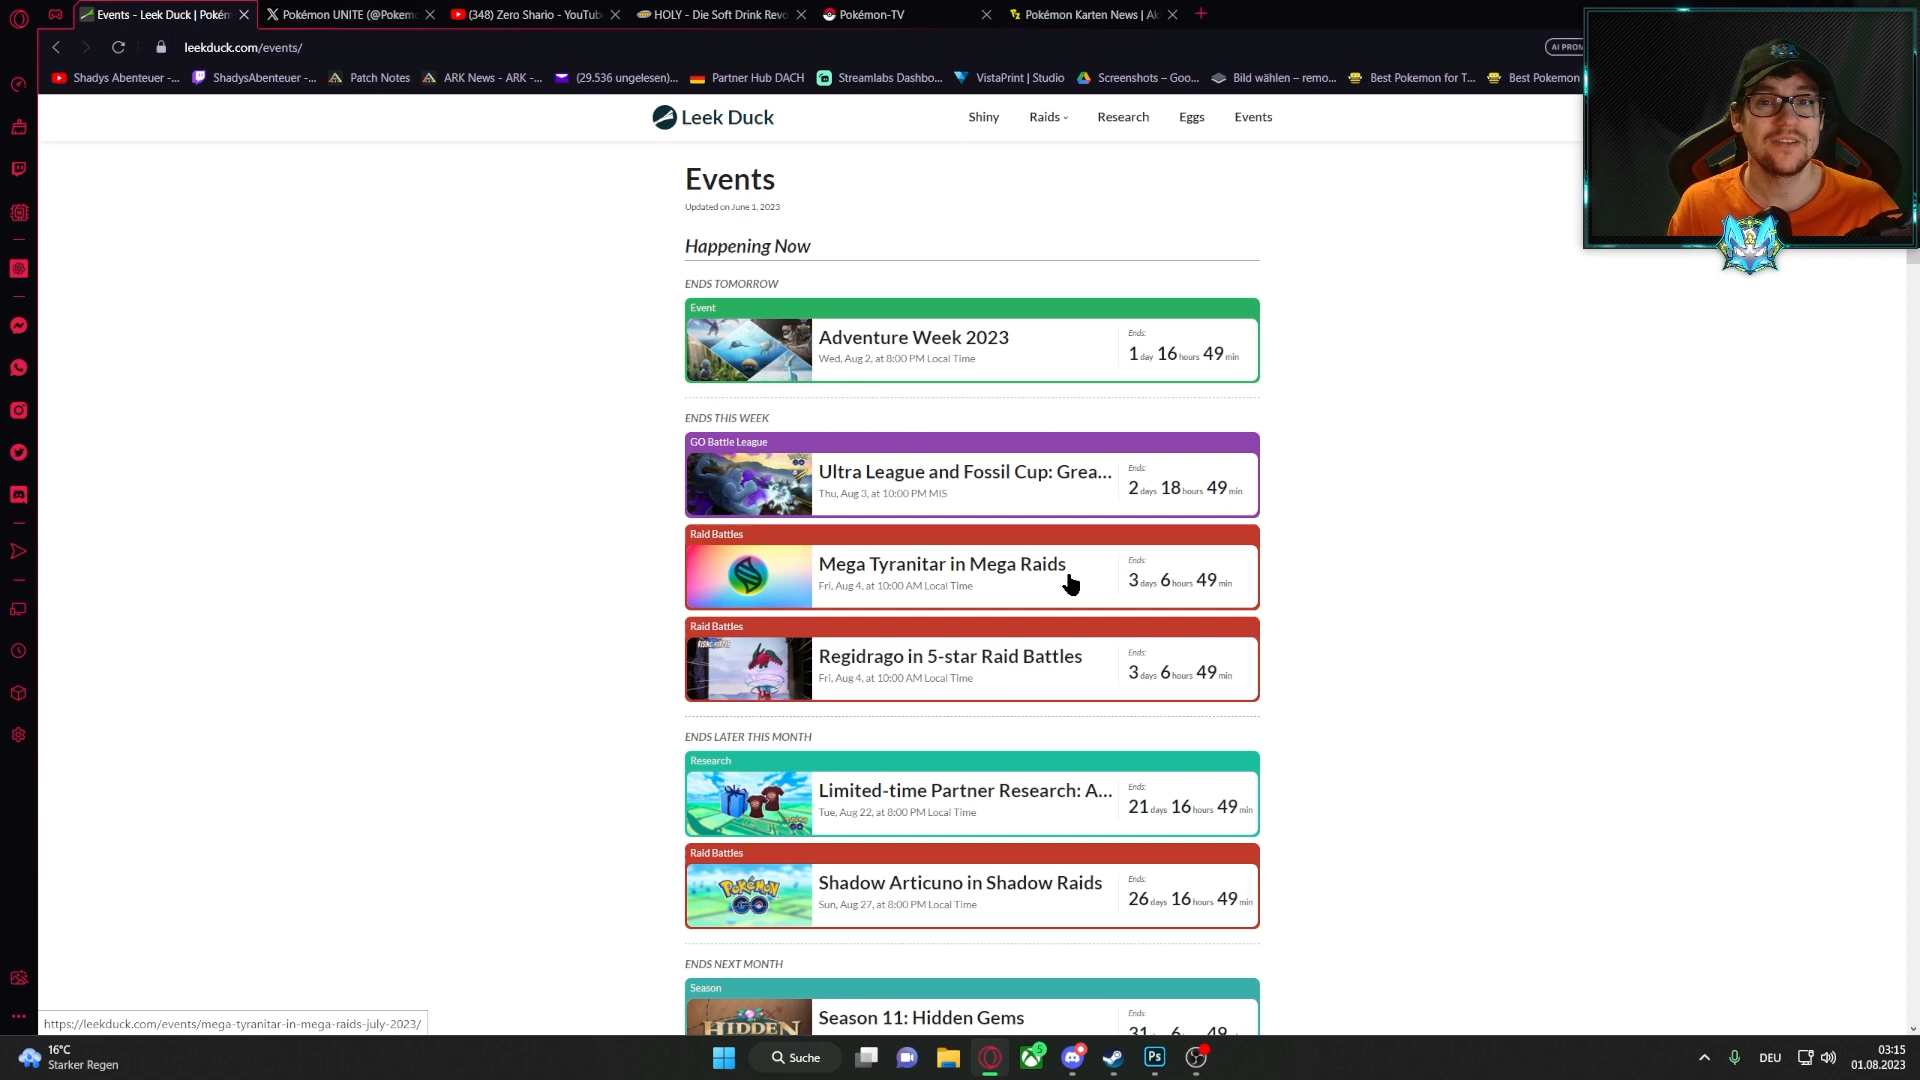 Events - Leek Duck | Pokém
Pokémon UNITE (@Pokem
(348) Zero Shario - YouTub
HOLY - Die Soft Drink Revo
Pokémon-TV
Pokémon Karten News | Ak
leekduck.com/events/
AI PROM
Shadys Abenteuer -...
ShadysAbenteuer -...
Patch Notes
ARK News - ARK -...
(29.536 ungelesen)...
Partner Hub DACH
Streamlabs Dashbo...
VistaPrint | Studio
Screenshots – Goo...
Bild wählen – remo...
Best Pokemon for T...
Best Pokemon
Leek Duck
Shiny
Raids
Research
Eggs
Events
Events
Updated on June 1, 2023
Happening Now
ENDS TOMORROW
Event
Adventure Week 2023
Wed, Aug 2, at 8:00 PM Local Time
Ends:
1 day 16 hours 49 min
ENDS THIS WEEK
GO Battle League
Ultra League and Fossil Cup: Grea...
Thu, Aug 3, at 10:00 PM MIS
Ends:
2 days 18 hours 49 min
Raid Battles
Mega Tyranitar in Mega Raids
Fri, Aug 4, at 10:00 AM Local Time
Ends:
3 days 6 hours 49 min
Raid Battles
Regidrago in 5-star Raid Battles
Fri, Aug 4, at 10:00 AM Local Time
Ends:
3 days 6 hours 49 min
ENDS LATER THIS MONTH
Research
Limited-time Partner Research: A...
Tue, Aug 22, at 8:00 PM Local Time
Ends:
21 days 16 hours 49 min
Raid Battles
POKÉMON GO
Shadow Articuno in Shadow Raids
Sun, Aug 27, at 8:00 PM Local Time
Ends:
26 days 16 hours 49 min
ENDS NEXT MONTH
Season
HIDDEN
Season 11: Hidden Gems
Ends:
31 6 49
https://leekduck.com/events/mega-tyranitar-in-mega-raids-july-2023/
16°C
Starker Regen
Suche
5
Ps
DEU
03:15
01.08.2023